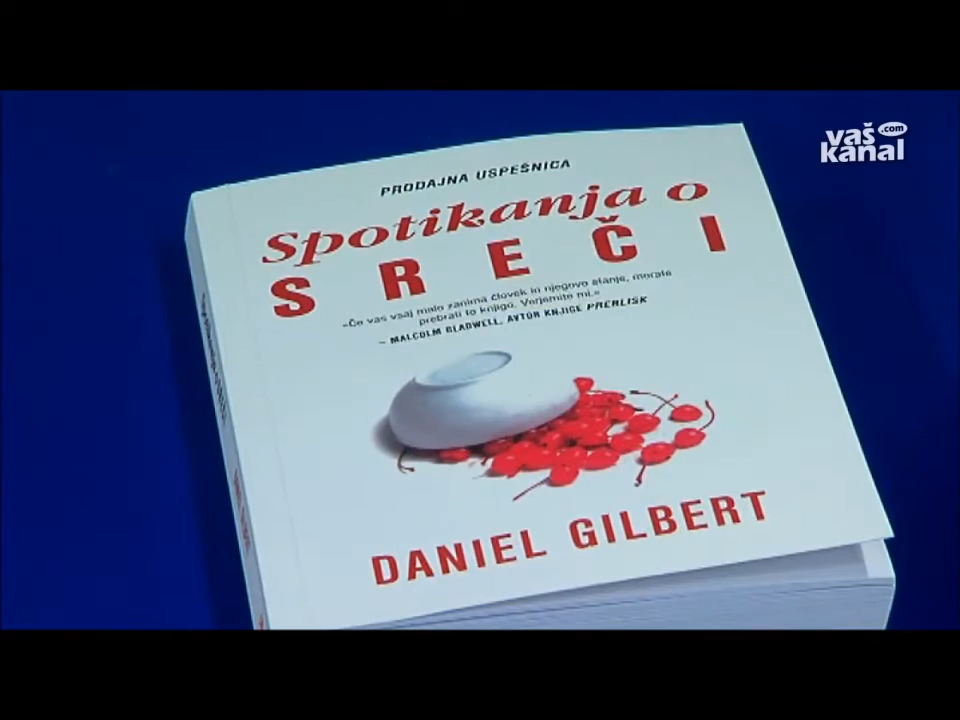 vaš .com
kanal
PRODAJNA USPEŠNICA
Spotikanja o
SREČI
»Če vas vsaj malo zanima človek in njegovo stanje, morate
prebrati to knjigo. Verjemite mi.«
– MALCOLM GLADWELL, AVTOR KNJIGE PREBLISK
DANIEL GILBERT